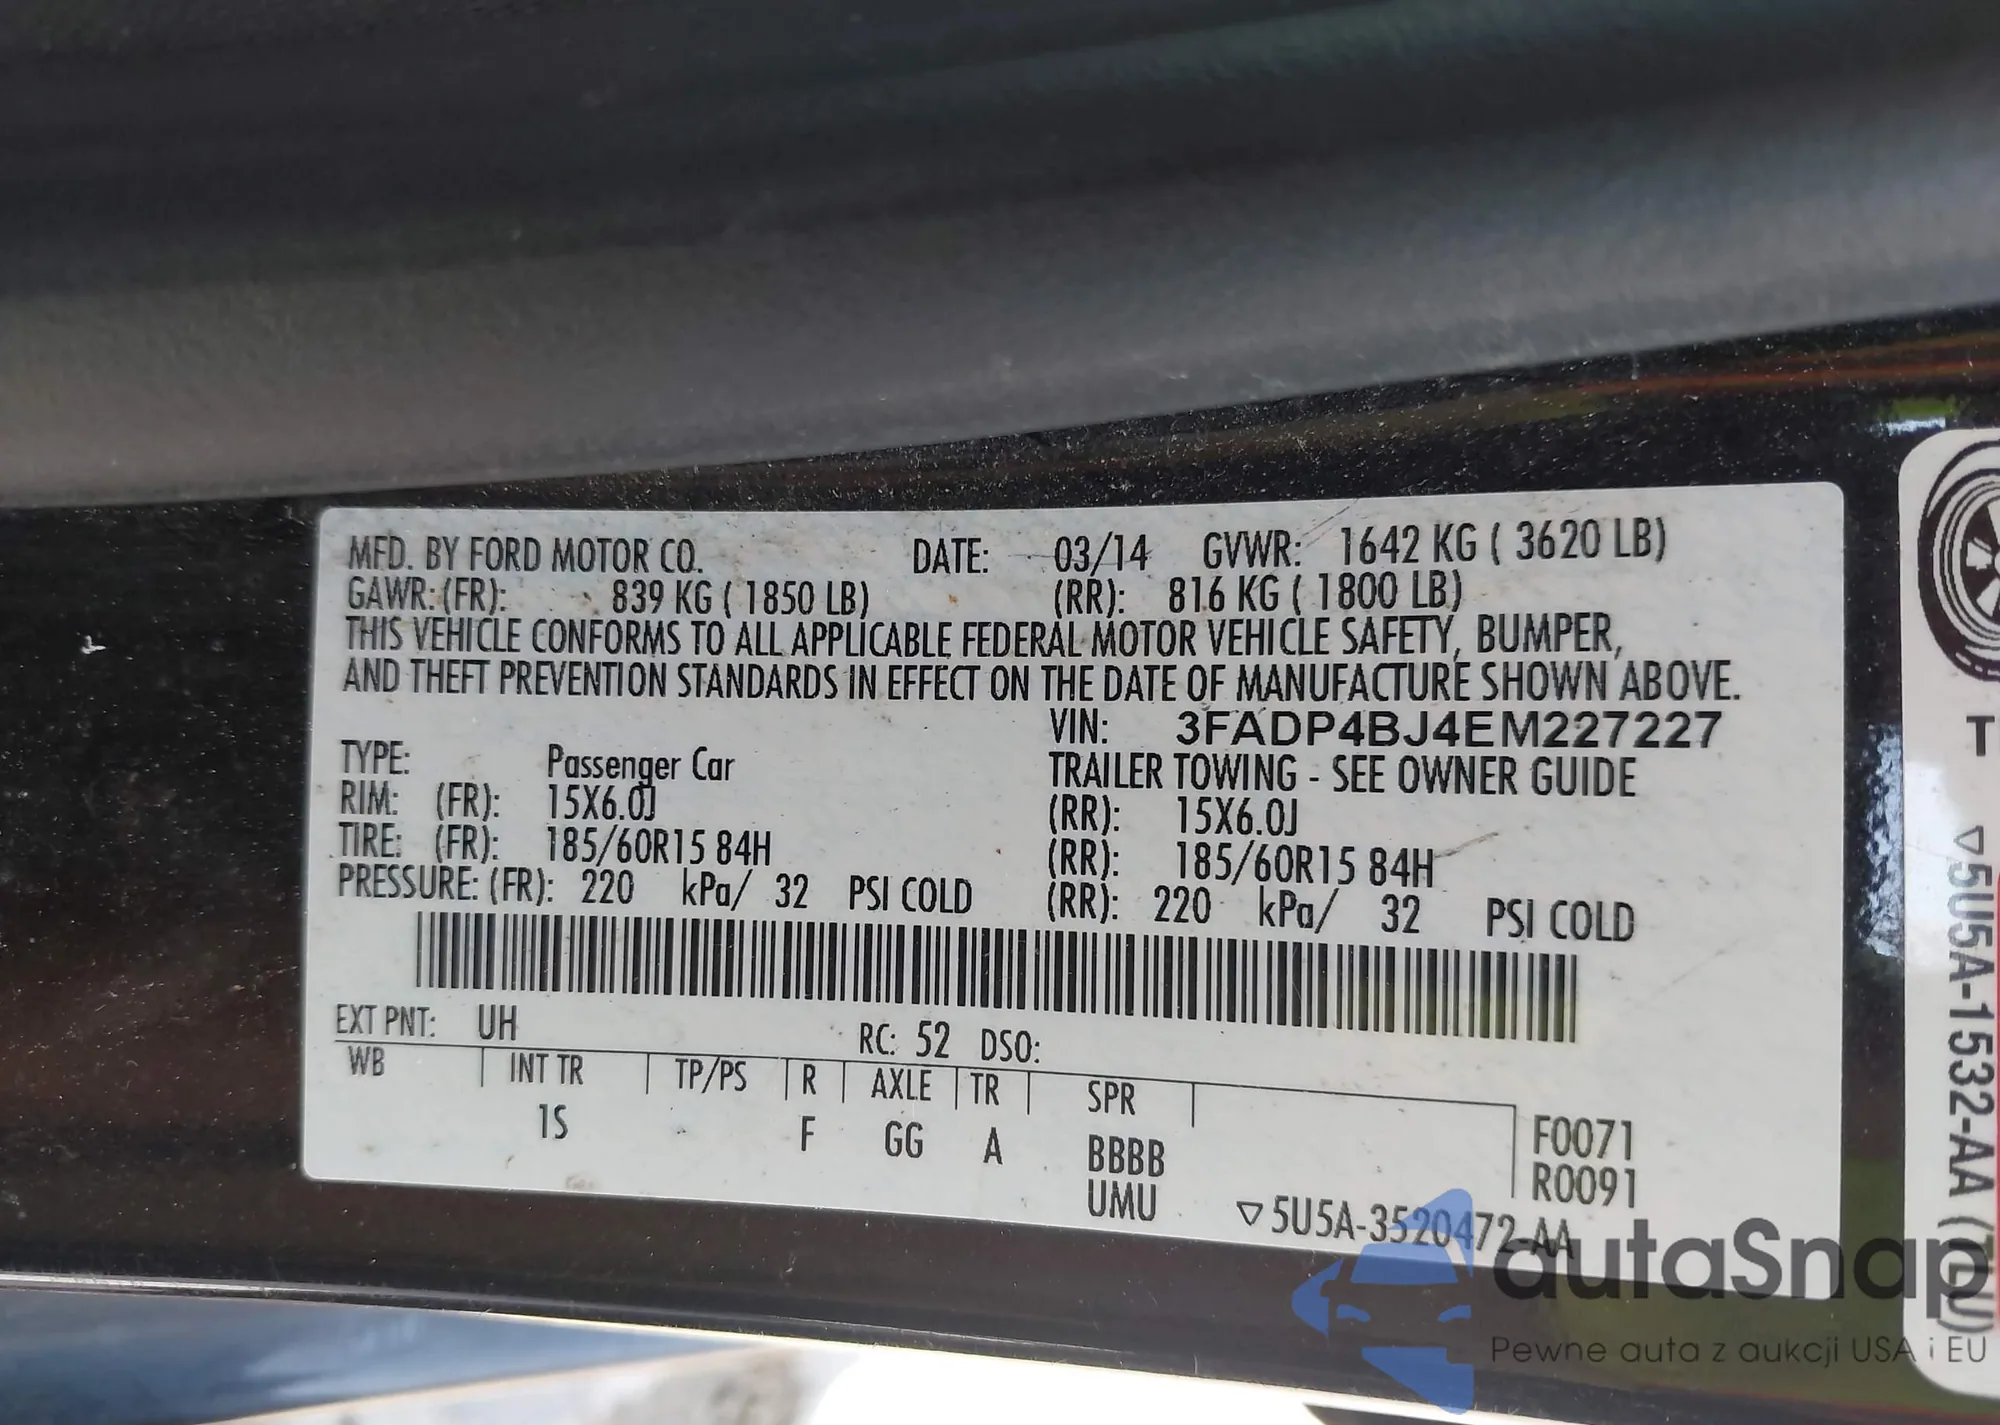 MFD. BY FORD MOTOR CO. DATE: 03/14 GVWR: 1642 KG ( 3620 LB)
GAWR: (FR): 839 KG ( 1850 LB) (RR): 816 KG ( 1800 LB)
THIS VEHICLE CONFORMS TO ALL APPLICABLE FEDERAL MOTOR VEHICLE SAFETY, BUMPER,
AND THEFT PREVENTION STANDARDS IN EFFECT ON THE DATE OF MANUFACTURE SHOWN ABOVE.
VIN: 3FADP4BJ4EM227227
TYPE: Passenger Car TRAILER TOWING - SEE OWNER GUIDE
RIM: (FR): 15X6.0J (RR): 15X6.0J
TIRE: (FR): 185/60R15 84H (RR): 185/60R15 84H
PRESSURE: (FR): 220 kPa/ 32 PSI COLD (RR): 220 kPa/ 32 PSI COLD
EXT PNT: UH RC: 52 DSO:
WB INT TR TP/PS R AXLE TR SPR
1S F GG A BBBB F0071
UMU R0091
▽5U5A-3520472-AA
T
▽5U5A-1532-AA
autaSnap
Pewne auta z aukcji USA i EU